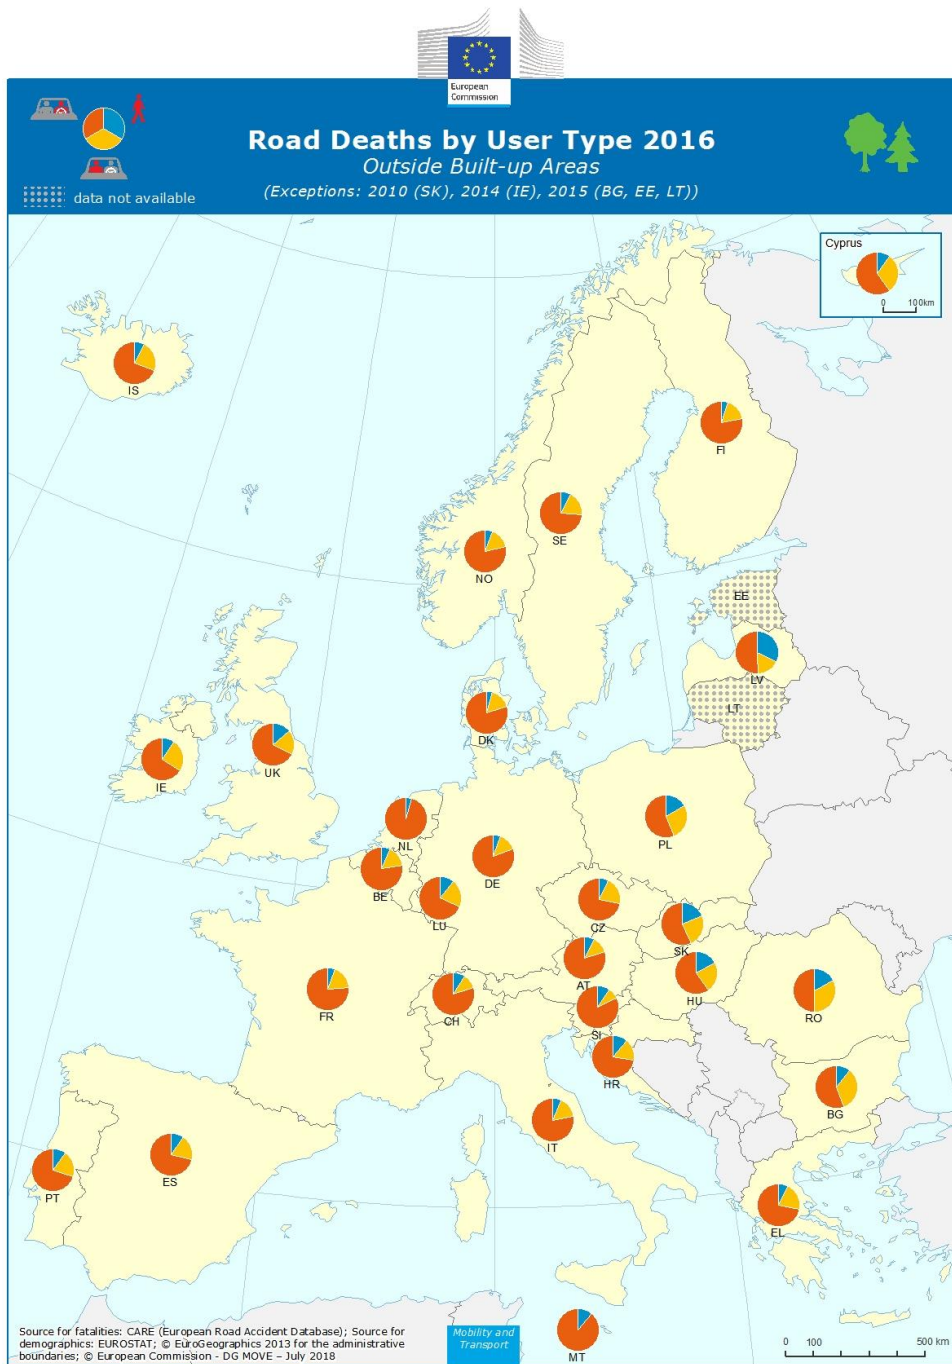 European
Commission
Road Deaths by User Type 2016
Outside Built-up Areas
(Exceptions: 2010 (SK), 2014 (IE), 2015 (BG, EE, LT))
data not available
Cyprus
0 100km
IS
FI
SE
NO
EE
LV
LT
DK
IE
UK
NL
PL
DE
BE
LU
CZ
SK
AT
HU
FR
CH
SI
RO
HR
BG
IT
ES
PT
EL
MT
Source for fatalities: CARE (European Road Accident Database); Source for
demographics: EUROSTAT; © EuroGeographics 2013 for the administrative
boundaries; © European Commission - DG MOVE – July 2018
Mobility and
Transport
0 100 500 km